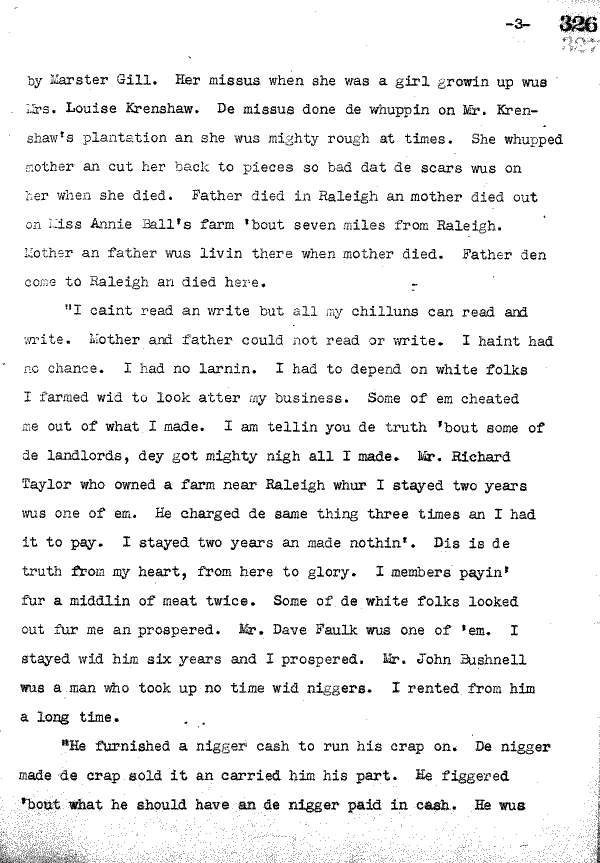 -3- 326
327
by Marster Gill. Her missus when she was a girl growin up wus
Mrs. Louise Krenshaw. De missus done de whuppin on Mr. Kren-
shaw's plantation an she wus mighty rough at times. She whupped
mother an cut her back to pieces so bad dat de scars wus on
her when she died. Father died in Raleigh an mother died out
on Miss Annie Ball's farm 'bout seven miles from Raleigh.
Mother an father wus livin there when mother died. Father den
come to Raleigh an died here.
"I caint read an write but all my chilluns can read and
write. Mother and father could not read or write. I haint had
no chance. I had no larnin. I had to depend on white folks
I farmed wid to look atter my business. Some of em cheated
me out of what I made. I am tellin you de truth 'bout some of
de landlords, dey got mighty nigh all I made. Mr. Richard
Taylor who owned a farm near Raleigh whur I stayed two years
wus one of em. He charged de same thing three times an I had
it to pay. I stayed two years an made nothin'. Dis is de
truth from my heart, from here to glory. I members payin'
fur a middlin of meat twice. Some of de white folks looked
out fur me an prospered. Mr. Dave Faulk wus one of 'em. I
stayed wid him six years and I prospered. Mr. John Bushnell
wus a man who took up no time wid niggers. I rented from him
a long time.
"He furnished a nigger cash to run his crap on. De nigger
made de crap sold it an carried him his part. He figgered
'bout what he should have an de nigger paid in cash. He wus